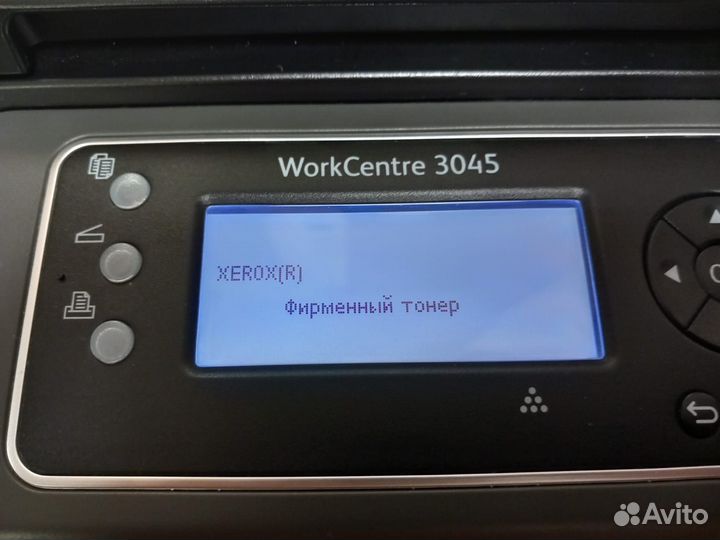 WorkCentre 3045
XEROX(R)
Фирменный тонер
Avito